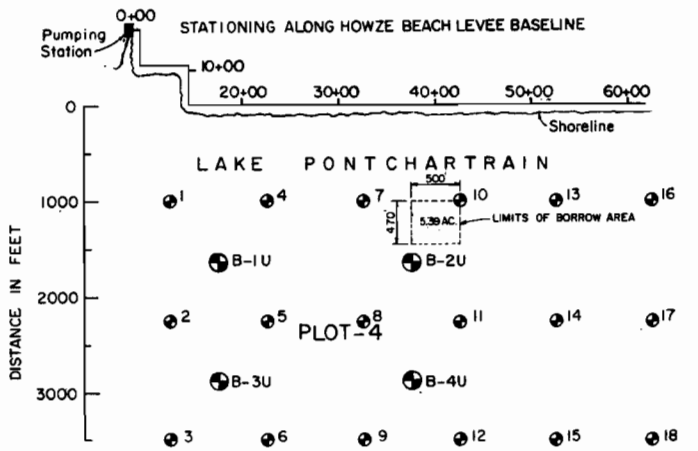 0+00
STATIONING ALONG HOWZE BEACH LEVEE BASELINE
Pumping
Station
10+00
20+00 30+00 40+00 50+00 60+00
0
Shoreline
LAKE PONTCHARTRAIN
500'
1000
1 4 7 10 13 16
470'
5.39 AC.
LIMITS OF BORROW AREA
B-1U B-2U
2000
2 5 8 11 14 17
PLOT-4
B-3U B-4U
3000
3 6 9 12 15 18
DISTANCE IN FEET